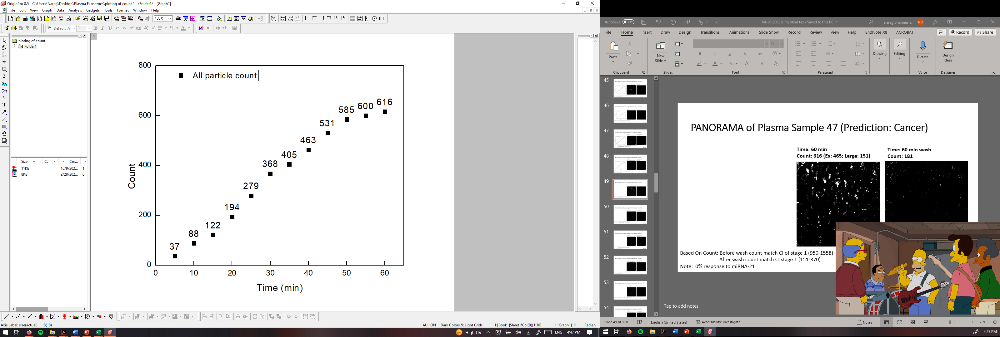 OriginPro 8.5 - C:\Users\Nareg\Desktop\Plasma Exosomes\ploting of count * - /Folder1/ - [Graph1]
File Edit View Graph Data Analysis Gadgets Tools Format Window Help
100%
Default: A 0 B I U
ploting of count
Folder1
Size C. Cre...
11KB 10/9/202... 1
8KB 2/28/202... 0
1
All particle count
800
600
400
200
0
Count
37
88
122
194
279
368
405
463
531
585
600
616
0 10 20 30 40 50 60
Time (min)
Axis Label: size(actual) = 18(18)
AU : ON Dark Colors & Light Grids 1:[Book1]Sheet1!Col(B)[1:30] 1:[Graph1]1!1 Radian
High UV ENG 4:47 PM
AutoSave Off 04-20-2022 lung blind tes • Saved to this PC nareg ohannesian NO
File Home Insert Draw Design Transitions Animations Slide Show Record Review View Help EndNote X8 ACROBAT Record Share
Paste
New Slide
18
B I U S ab AV
Aa A A
Drawing Editing Dictate Design Ideas
Clipboard Slides Font Paragraph Voice Designer
45
46
47
48
49
50
51
52
53
54
PANORAMA of Plasma Sample 47 (Prediction: Cancer)
Time: 60 min
Count: 616 (Ex: 465; Large: 151)
Time: 60 min wash
Count: 181
Based On Count: Before wash count match CI of stage 1 (950-1558)
After wash count match CI stage 1 (151-370)
Note: 0% response to miRNA-21
Tap to add notes
Slide 49 of 110 English (United States) Accessibility: Investigate Notes 75%
4:47 PM